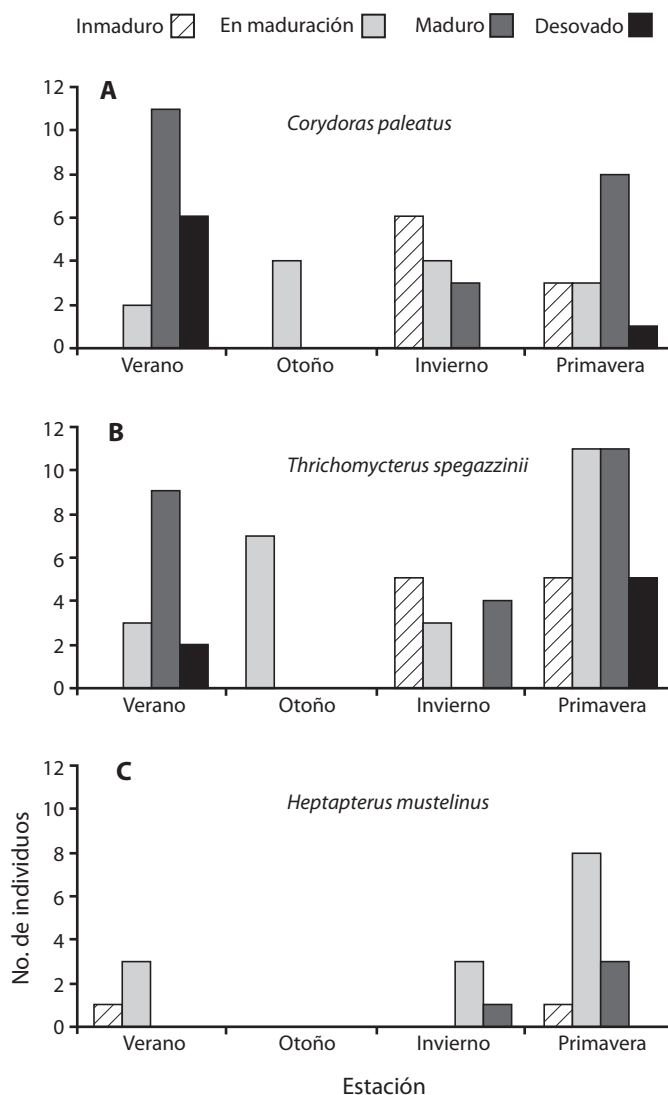 Inmaduro En maduración Maduro Desovado
A
Corydoras paleatus
12
10
8
6
4
2
0
Verano Otoño Invierno Primavera
B
Thrichomycterus spegazzinii
12
10
8
6
4
2
0
Verano Otoño Invierno Primavera
C
Heptapterus mustelinus
No. de individuos
12
10
8
6
4
2
0
Verano Otoño Invierno Primavera
Estación